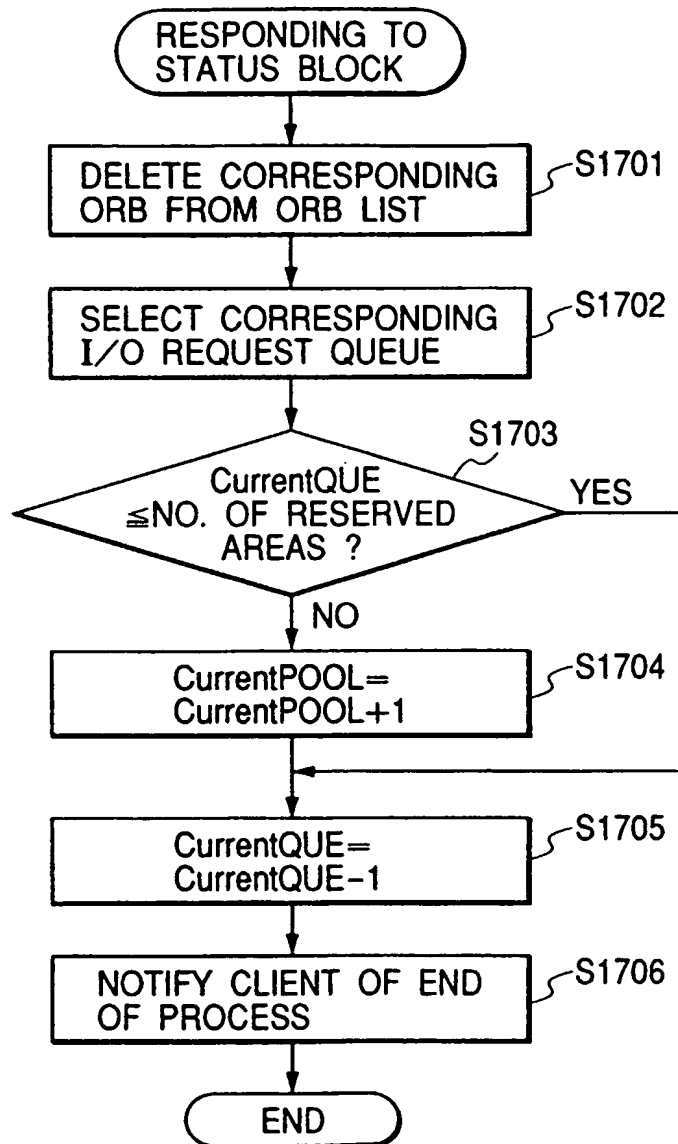 RESPONDING TO
STATUS BLOCK
DELETE CORRESPONDING
ORB FROM ORB LIST
S1701
SELECT CORRESPONDING
I/O REQUEST QUEUE
S1702
S1703
CurrentQUE
≦NO. OF RESERVED
AREAS ?
YES
NO
CurrentPOOL=
CurrentPOOL+1
S1704
CurrentQUE=
CurrentQUE-1
S1705
NOTIFY CLIENT OF END
OF PROCESS
S1706
END